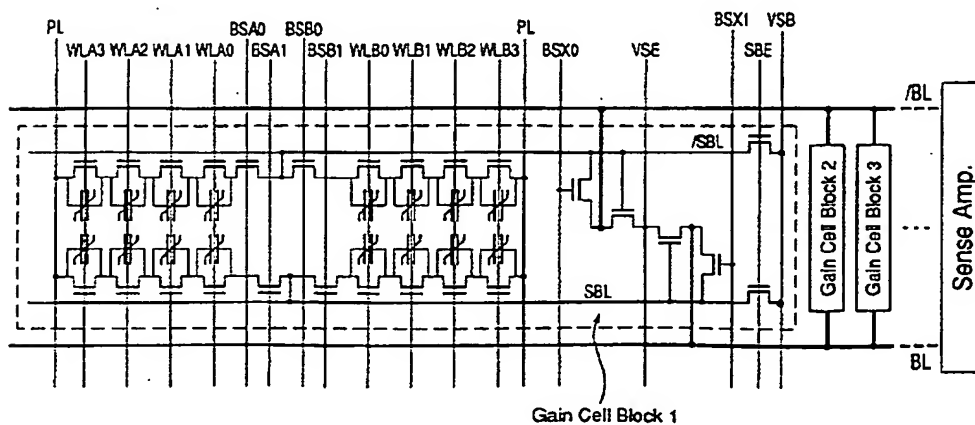 BSA0 BSB0 BSX1 VSB
PL PL BSX0 VSE SBE
WLA3 WLA2 WLA1 WLA0 BSA1 BSB1 WLB0 WLB1 WLB2 WLB3
/BL
/SBL
SBL
BL
Gain Cell Block 1
Gain Cell Block 2
Gain Cell Block 3
...
Sense Amp.